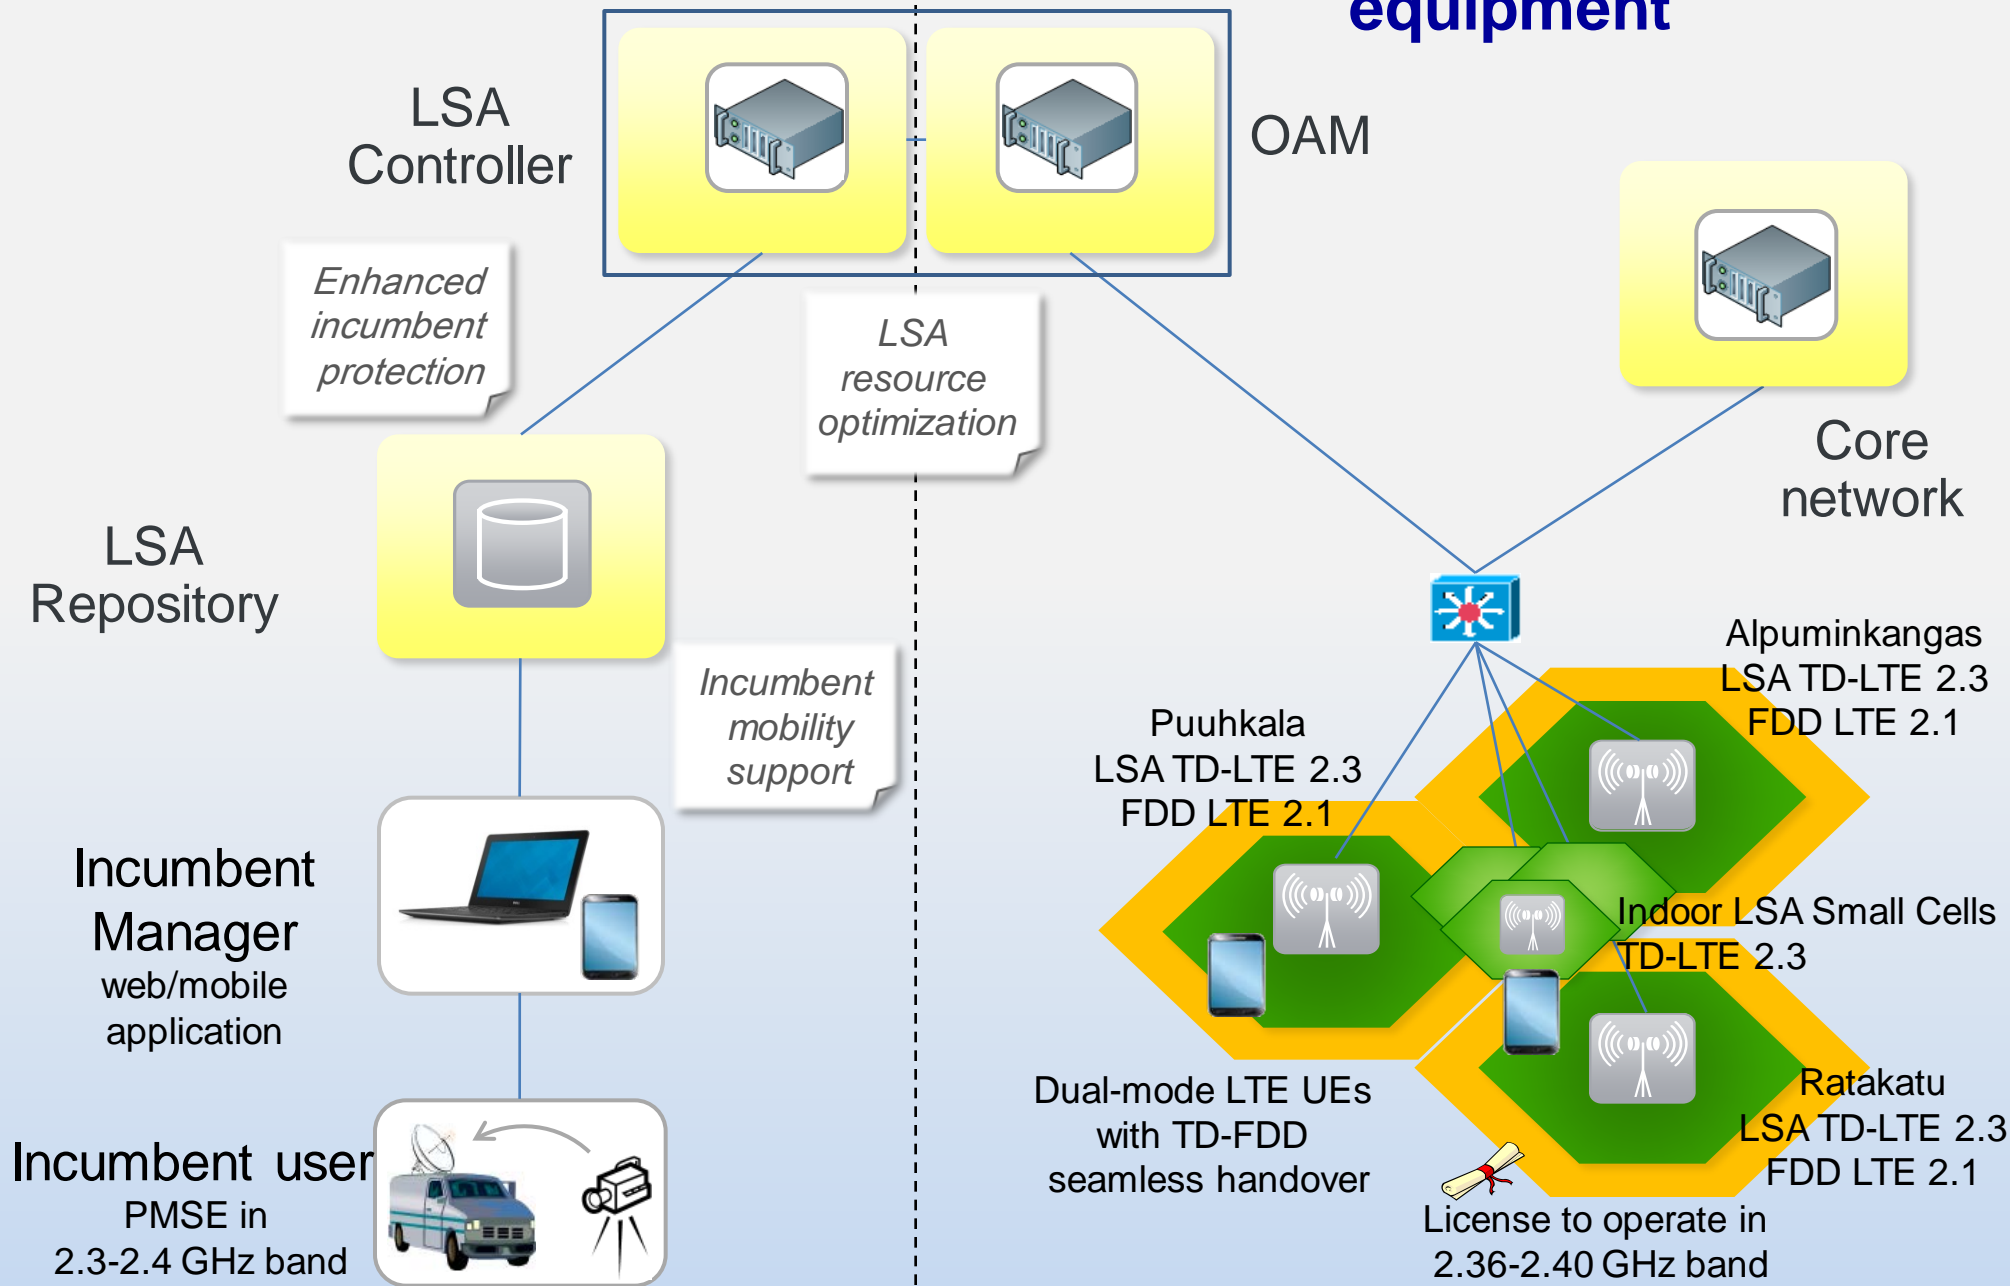 equipment
LSA
Controller
OAM
Enhanced
incumbent
protection
LSA
resource
optimization
Core
network
LSA
Repository
Incumbent
mobility
support
Alpuminkangas
LSA TD-LTE 2.3
FDD LTE 2.1
Puuhkala
LSA TD-LTE 2.3
FDD LTE 2.1
Incumbent
Manager
web/mobile
application
Indoor LSA Small Cells
TD-LTE 2.3
Dual-mode LTE UEs
with TD-FDD
seamless handover
Ratakatu
LSA TD-LTE 2.3
FDD LTE 2.1
Incumbent user
PMSE in
2.3-2.4 GHz band
License to operate in
2.36-2.40 GHz band